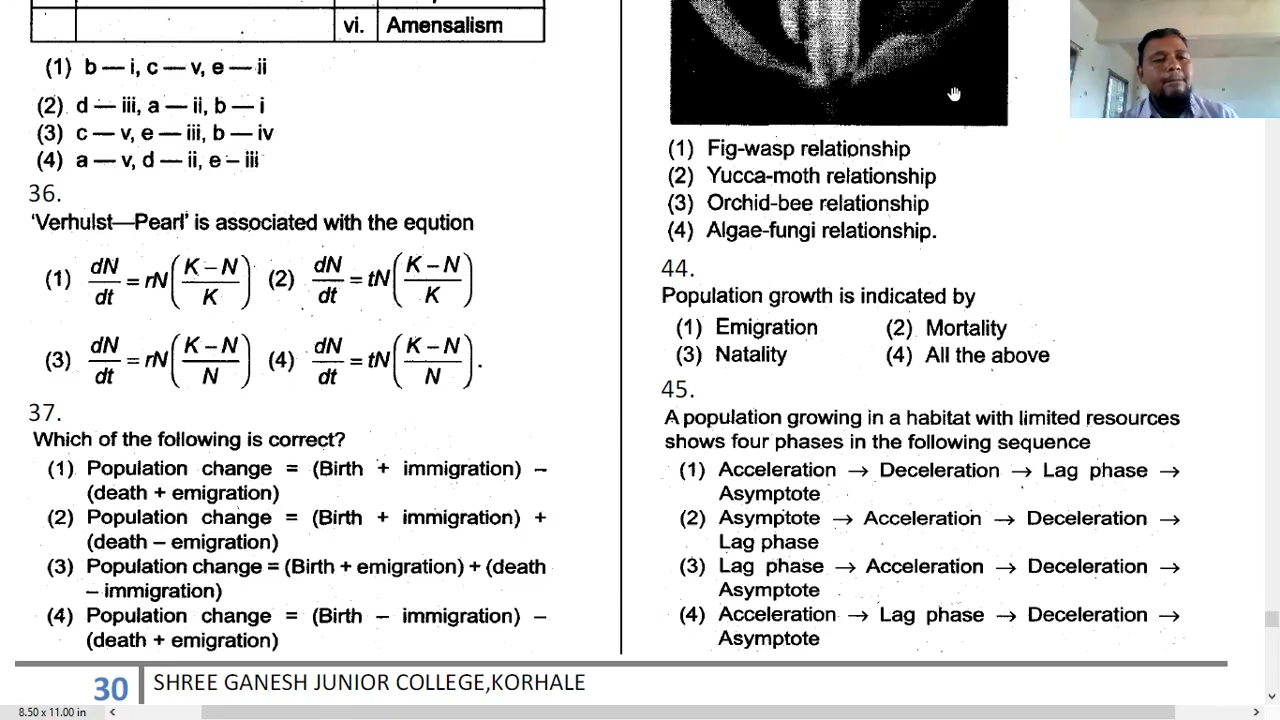 vi. Amensalism
(1) b — i, c — v, e — ii
(2) d — iii, a — ii, b — i
(3) c — v, e — iii, b — iv
(4) a — v, d — ii, e – iii
36.
'Verhulst—Pearl' is associated with the eqution
(1) dN/dt = rN((K – N)/K) (2) dN/dt = tN((K – N)/K)
(3) dN/dt = rN((K – N)/N) (4) dN/dt = tN((K – N)/N).
37.
Which of the following is correct?
(1) Population change = (Birth + immigration) –
(death + emigration)
(2) Population change = (Birth + immigration) +
(death – emigration)
(3) Population change = (Birth + emigration) + (death
– immigration)
(4) Population change = (Birth – immigration) –
(death + emigration)
(1) Fig-wasp relationship
(2) Yucca-moth relationship
(3) Orchid-bee relationship
(4) Algae-fungi relationship.
44.
Population growth is indicated by
(1) Emigration (2) Mortality
(3) Natality (4) All the above
45.
A population growing in a habitat with limited resources
shows four phases in the following sequence
(1) Acceleration → Deceleration → Lag phase →
Asymptote
(2) Asymptote → Acceleration → Deceleration →
Lag phase
(3) Lag phase → Acceleration → Deceleration →
Asymptote
(4) Acceleration → Lag phase → Deceleration →
Asymptote
30 SHREE GANESH JUNIOR COLLEGE,KORHALE
8.50 x 11.00 in